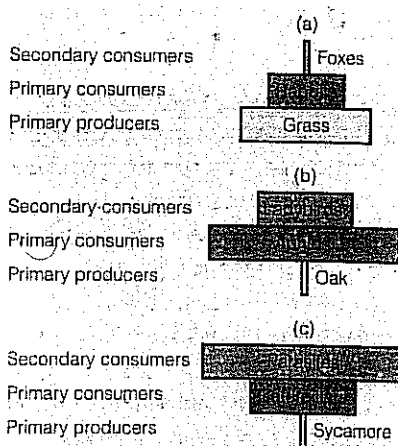 (a)
Secondary consumers Foxes
Primary consumers
Primary producers Grass
(b)
Secondary consumers Ladybirds
Primary consumers
Primary producers Oak
(c)
Secondary consumers
Primary consumers
Primary producers Sycamore